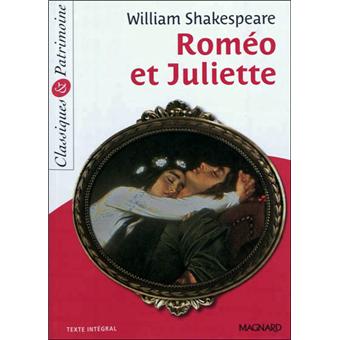 William Shakespeare
Roméo
et Juliette
Classiques & Patrimoine
TEXTE INTÉGRAL
MAGNARD